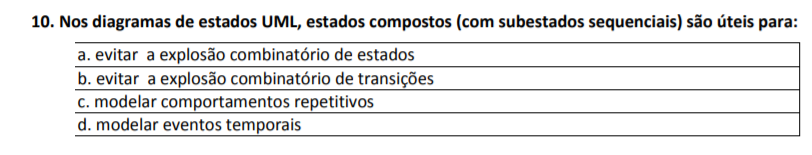 10. Nos diagramas de estados UML, estados compostos (com subestados sequenciais) são úteis para:
a. evitar a explosão combinatório de estados
b. evitar a explosão combinatório de transições
c. modelar comportamentos repetitivos
d. modelar eventos temporais